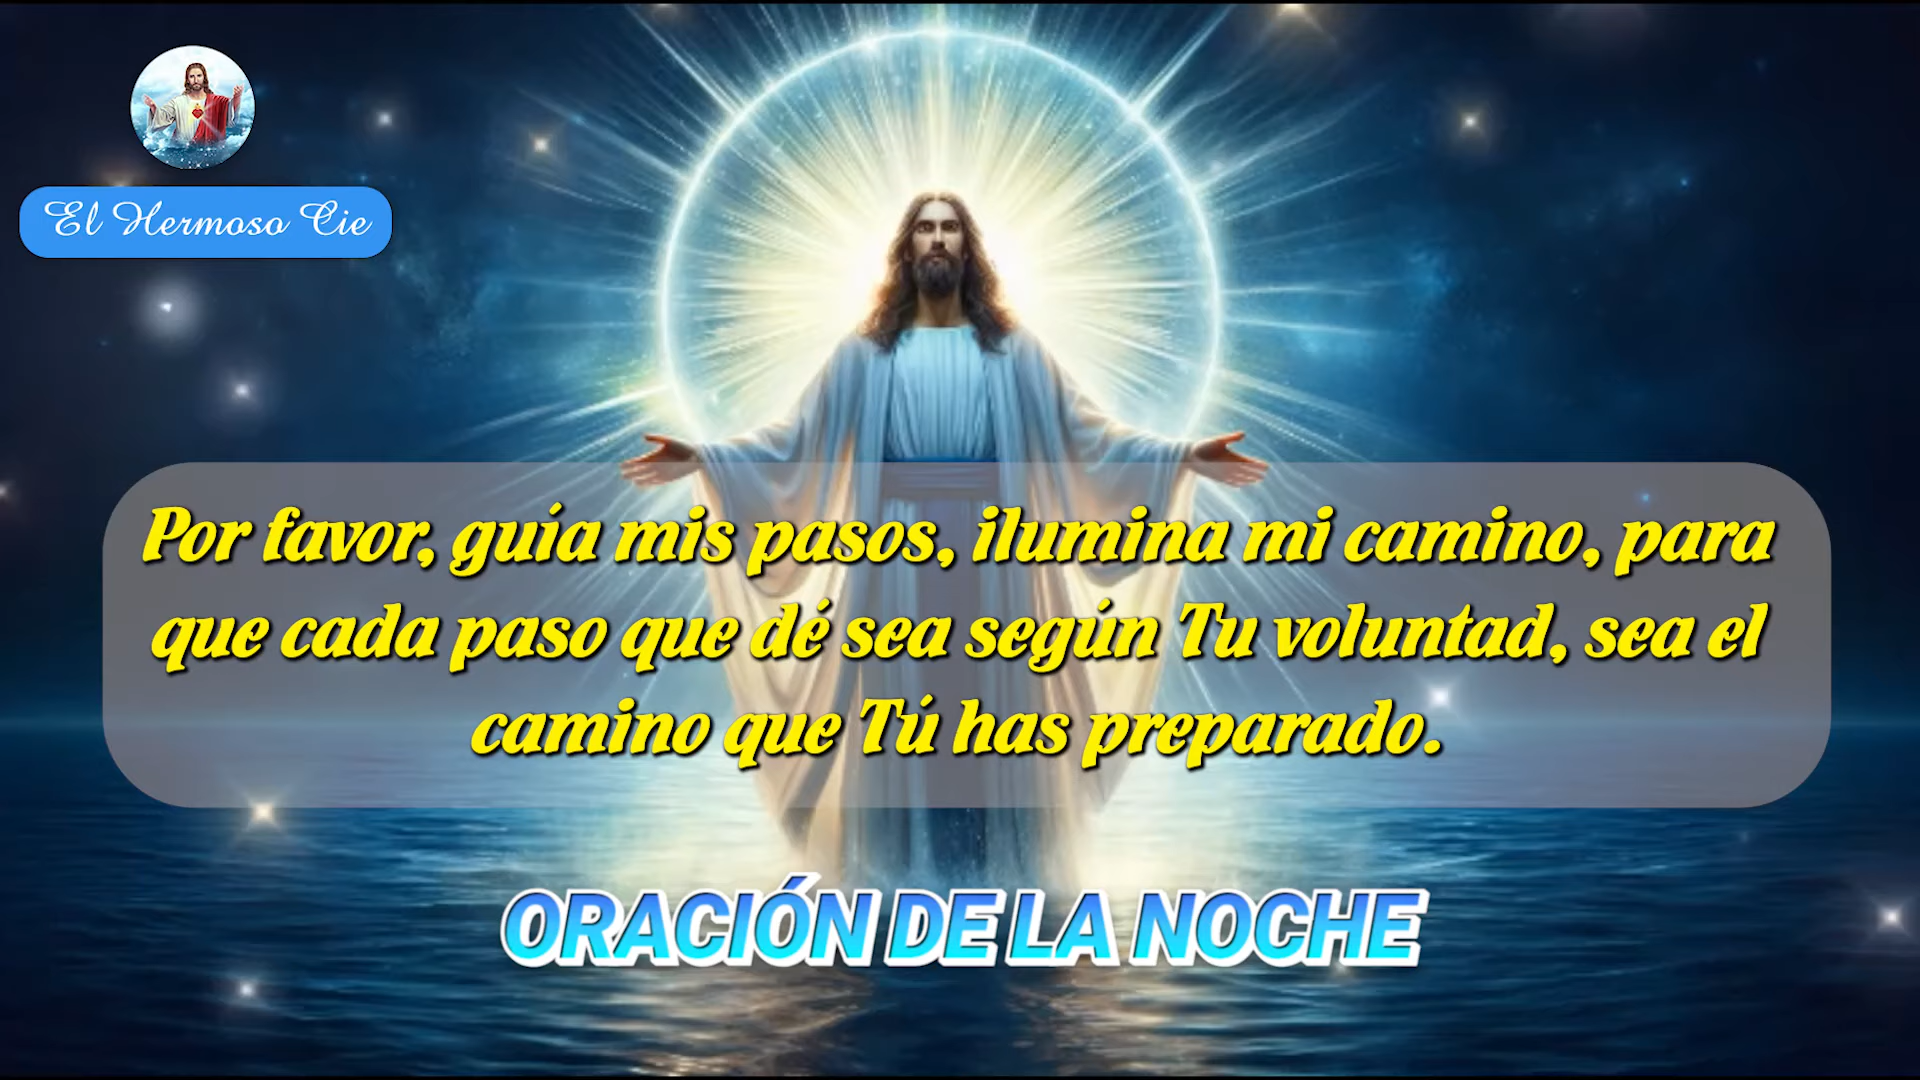 El Hermoso Cie
Por favor, guía mis pasos, ilumina mi camino, para
que cada paso que dé sea según Tu voluntad, sea el
camino que Tú has preparado.
ORACIÓN DE LA NOCHE